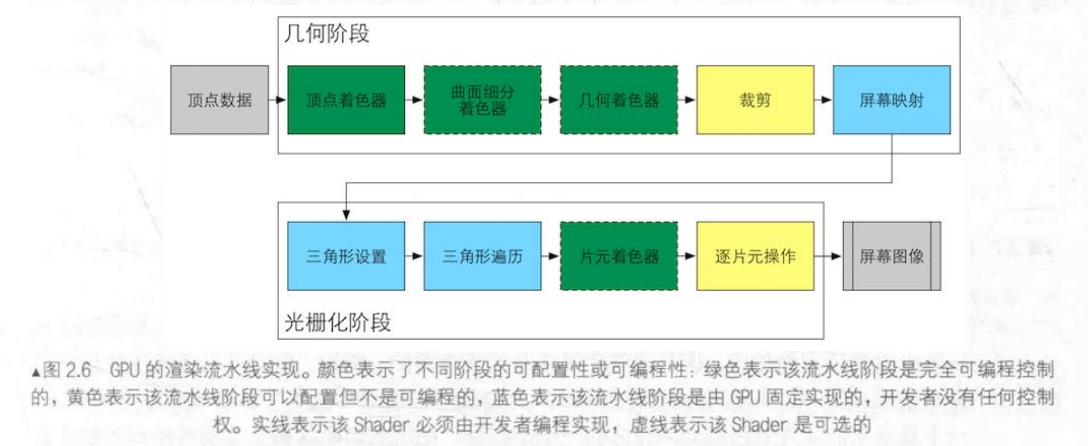 几何阶段
顶点数据
顶点着色器
曲面细分
着色器
几何着色器
裁剪
屏幕映射
三角形设置
三角形遍历
片元着色器
逐片元操作
屏幕图像
光栅化阶段
▲图 2.6 GPU 的渲染流水线实现。颜色表示了不同阶段的可配置性或可编程性：绿色表示该流水线阶段是完全可编程控制
的，黄色表示该流水线阶段可以配置但不是可编程的，蓝色表示该流水线阶段是由 GPU 固定实现的，开发者没有任何控制
权。实线表示该 Shader 必须由开发者编程实现，虚线表示该 Shader 是可选的